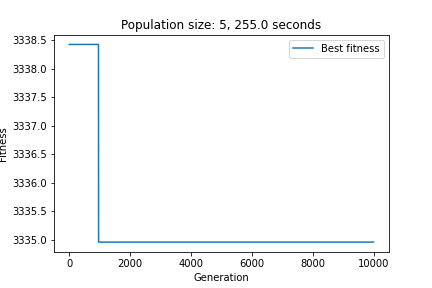 Population size: 5, 255.0 seconds
Best fitness
3338.5
3338.0
3337.5
3337.0
3336.5
3336.0
3335.5
3335.0
Fitness
0 2000 4000 6000 8000 10000
Generation